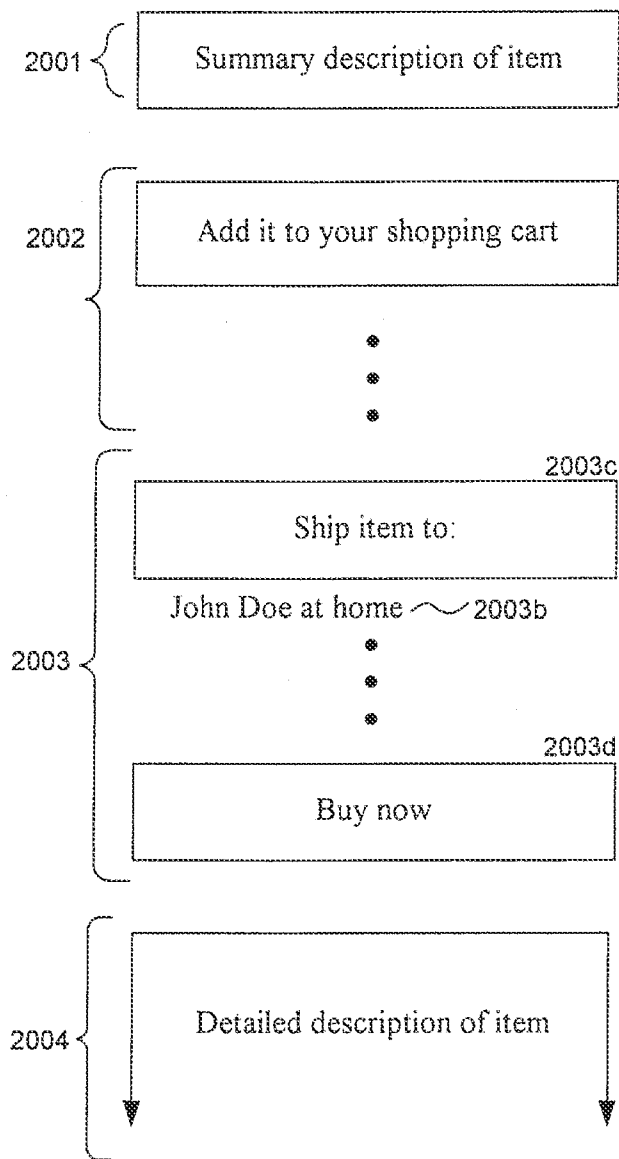 2001
Summary description of item
2002
Add it to your shopping cart
2003c
Ship item to:
John Doe at home 2003b
2003
2003d
Buy now
2004
Detailed description of item